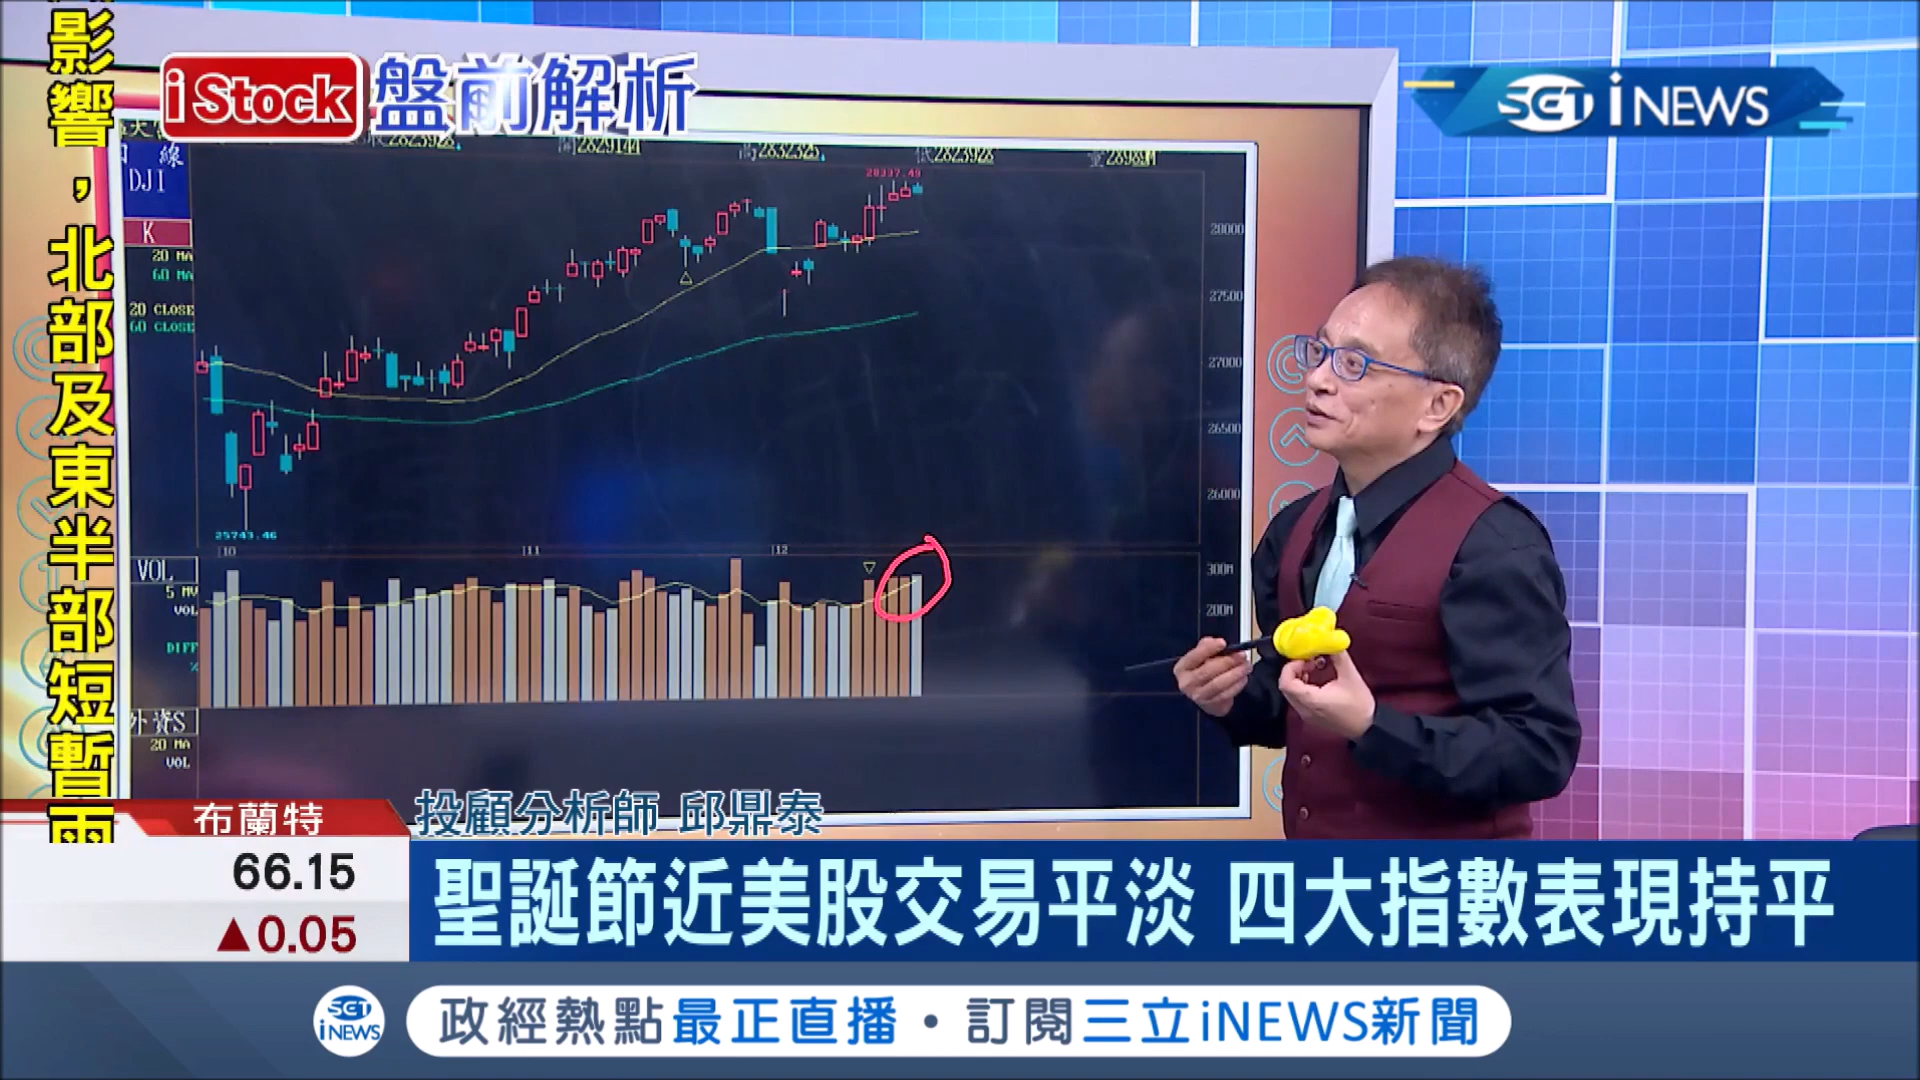 影響，北部及東半部短暫雨
iStock 盤前解析
SET iNEWS
線
DJI
K
20 MA
60 MA
20 CLOSE
60 CLOSE
28337.49
28000
27500
27000
26500
26000
25743.46
10
11
12
VOL
5 MV
VOL
DIFF
300M
200M
外資S
20 MA
VOL
投顧分析師 邱鼎泰
布蘭特
66.15
▲0.05
聖誕節近美股交易平淡 四大指數表現持平
SET iNEWS
政經熱點最正直播・訂閱三立iNEWS新聞